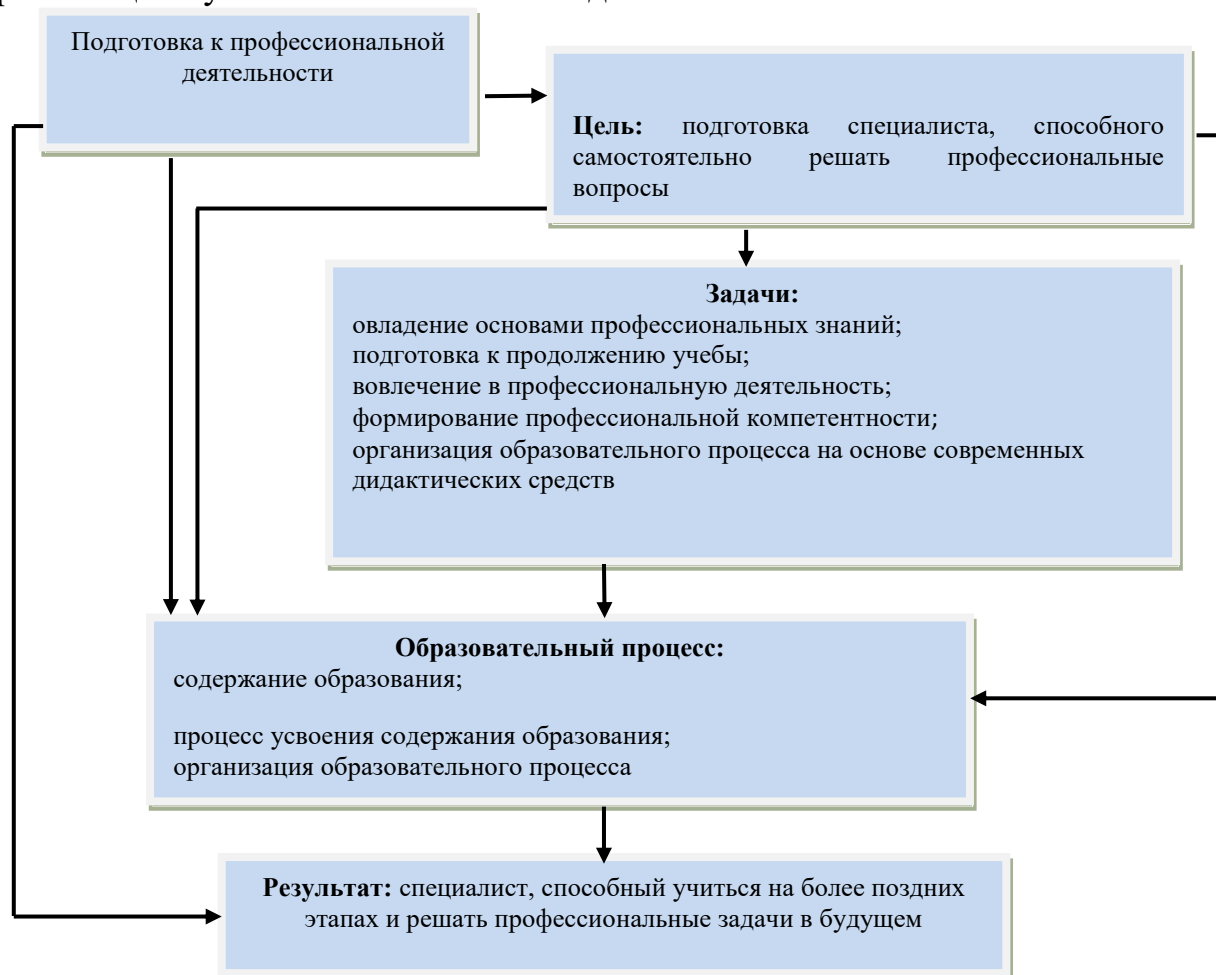 Подготовка к профессиональной
деятельности
Цель: подготовка специалиста, способного
самостоятельно решать профессиональные
вопросы
Задачи:
овладение основами профессиональных знаний;
подготовка к продолжению учебы;
вовлечение в профессиональную деятельность;
формирование профессиональной компетентности;
организация образовательного процесса на основе современных
дидактических средств
Образовательный процесс:
содержание образования;
процесс усвоения содержания образования;
организация образовательного процесса
Результат: специалист, способный учиться на более поздних
этапах и решать профессиональные задачи в будущем